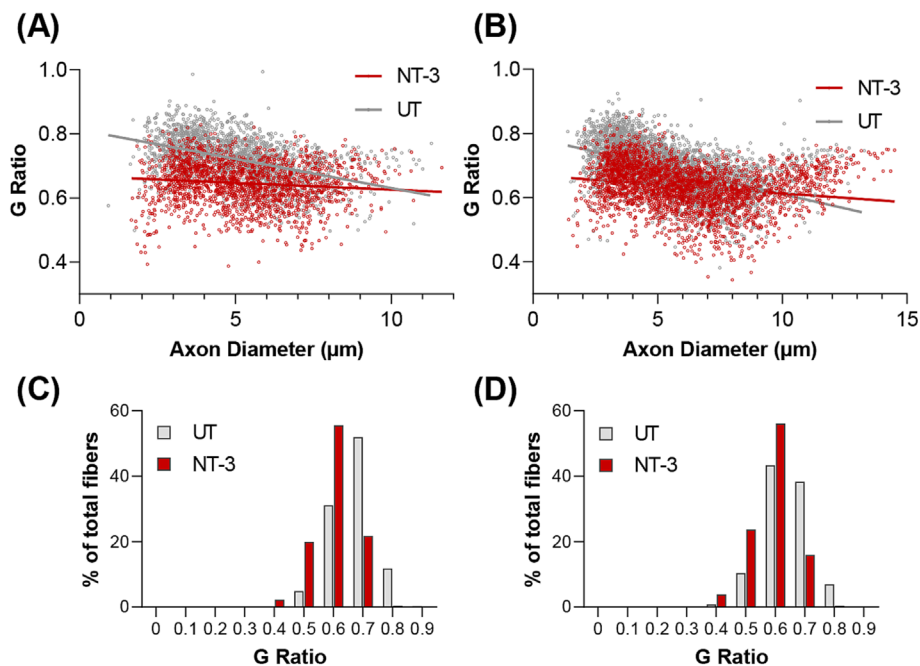 (A)
1.0
0.8
0.6
0.4
G Ratio
NT-3
UT
0 5 10
Axon Diameter (µm)
(B)
1.0
0.8
0.6
0.4
G Ratio
NT-3
UT
0 5 10 15
Axon Diameter (µm)
(C)
60
40
20
0
% of total fibers
UT
NT-3
0 0.1 0.2 0.3 0.4 0.5 0.6 0.7 0.8 0.9
G Ratio
(D)
60
40
20
0
% of total fibers
UT
NT-3
0 0.1 0.2 0.3 0.4 0.5 0.6 0.7 0.8 0.9
G Ratio